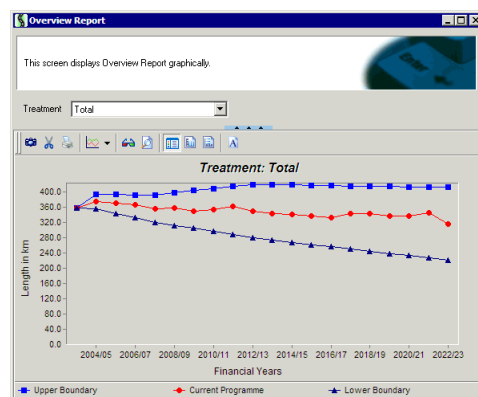 Overview Report
This screen displays Overview Report graphically.
Enter
Treatment Total
A
Treatment: Total
400.0
360.0
320.0
280.0
240.0
200.0
160.0
120.0
80.0
40.0
0.0
Length in km
2004/05 2006/07 2008/09 2010/11 2012/13 2014/15 2016/17 2018/19 2020/21 2022/23
Financial Years
Upper Boundary Current Programme Lower Boundary